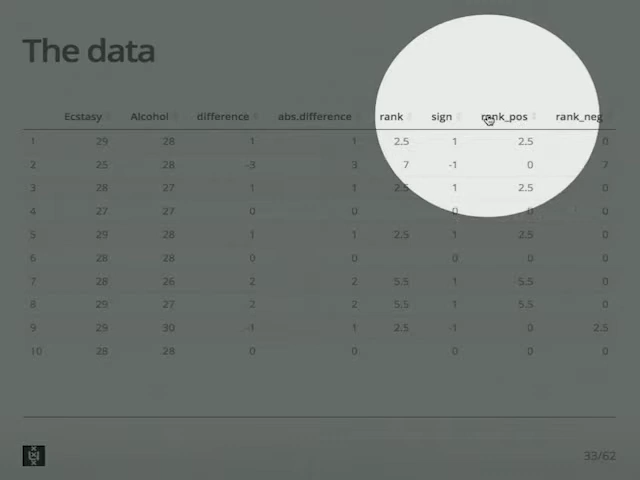 The data
Ecstasy Alcohol difference abs.difference rank sign rank_pos rank_neg
1 29 28 1 1 2.5 1 2.5 0
2 25 28 -3 3 7 -1 0 7
3 28 27 1 1 2.5 1 2.5 0
4 27 27 0 0 0 0 0
5 29 28 1 1 2.5 1 2.5 0
6 28 28 0 0 0 0 0
7 28 26 2 2 5.5 1 5.5 0
8 29 27 2 2 5.5 1 5.5 0
9 29 30 -1 1 2.5 -1 0 2.5
10 28 28 0 0 0 0 0
33/62